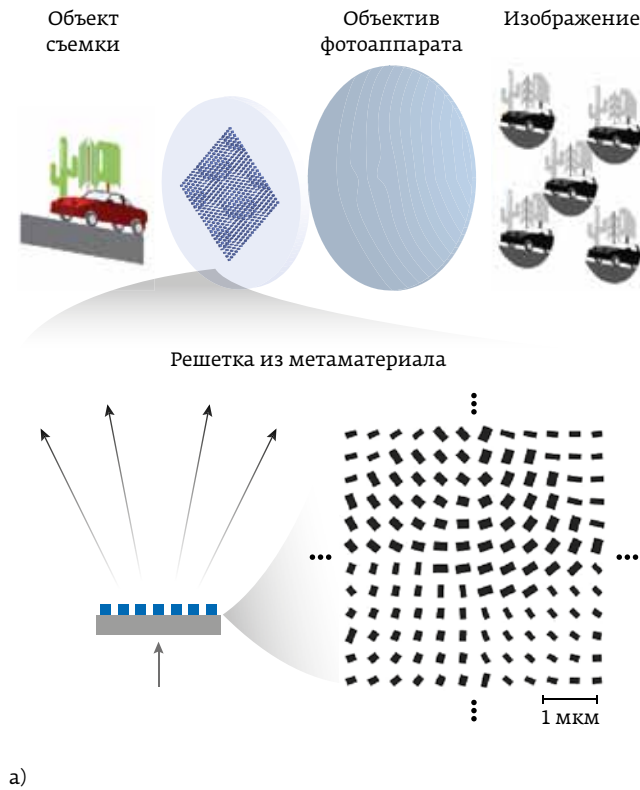 Объект
съемки
Объектив
фотоаппарата
Изображение
Решетка из метаматериала
1 мкм
а)